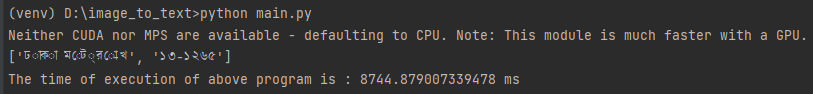 (venv) D:\image_to_text>python main.py
Neither CUDA nor MPS are available - defaulting to CPU. Note: This module is much faster with a GPU.
['ঢাকা মেট্রোখ', '১৩-১২৬৫']
The time of execution of above program is : 8744.879007339478 ms